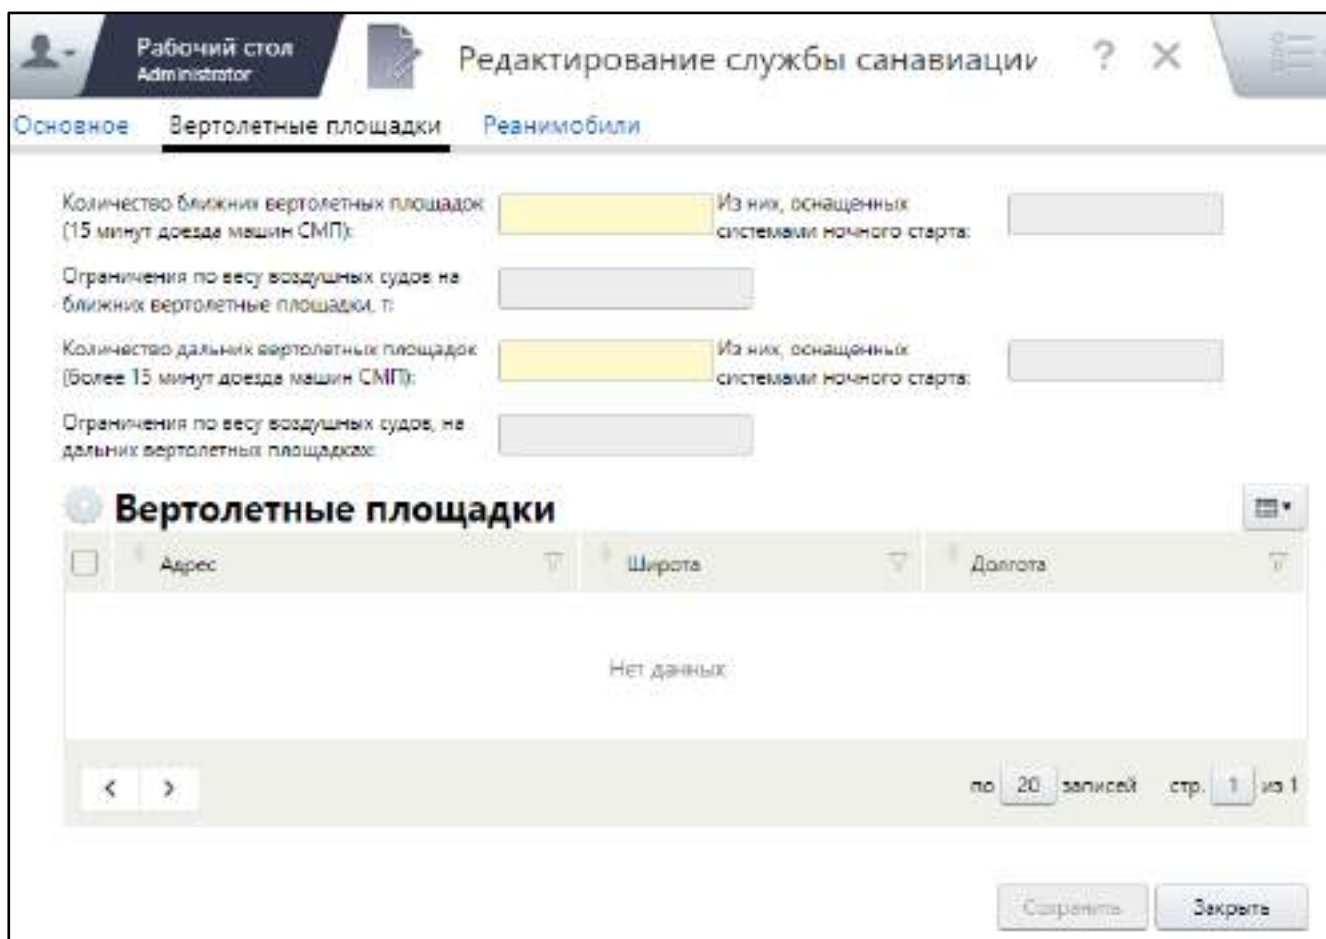 Рабочий стол
Administrator
Редактирование службы санавиации
?
Основное Вертолетные площадки Реанимобили
Количество ближних вертолетных площадок
(15 минут доезда машин СМП):
Из них, оснащенных
системами ночного старта:
Ограничения по весу воздушных судов на
ближних вертолетные площадки, т:
Количество дальних вертолетных площадок
(более 15 минут доезда машин СМП):
Из них, оснащенных
системами ночного старта:
Ограничения по весу воздушных судов, на
дальних вертолетных площадках:
Вертолетные площадки
Адрес Широта Долгота
Нет данных
по 20 записей стр. 1 из 1
Сохранить Закрыть